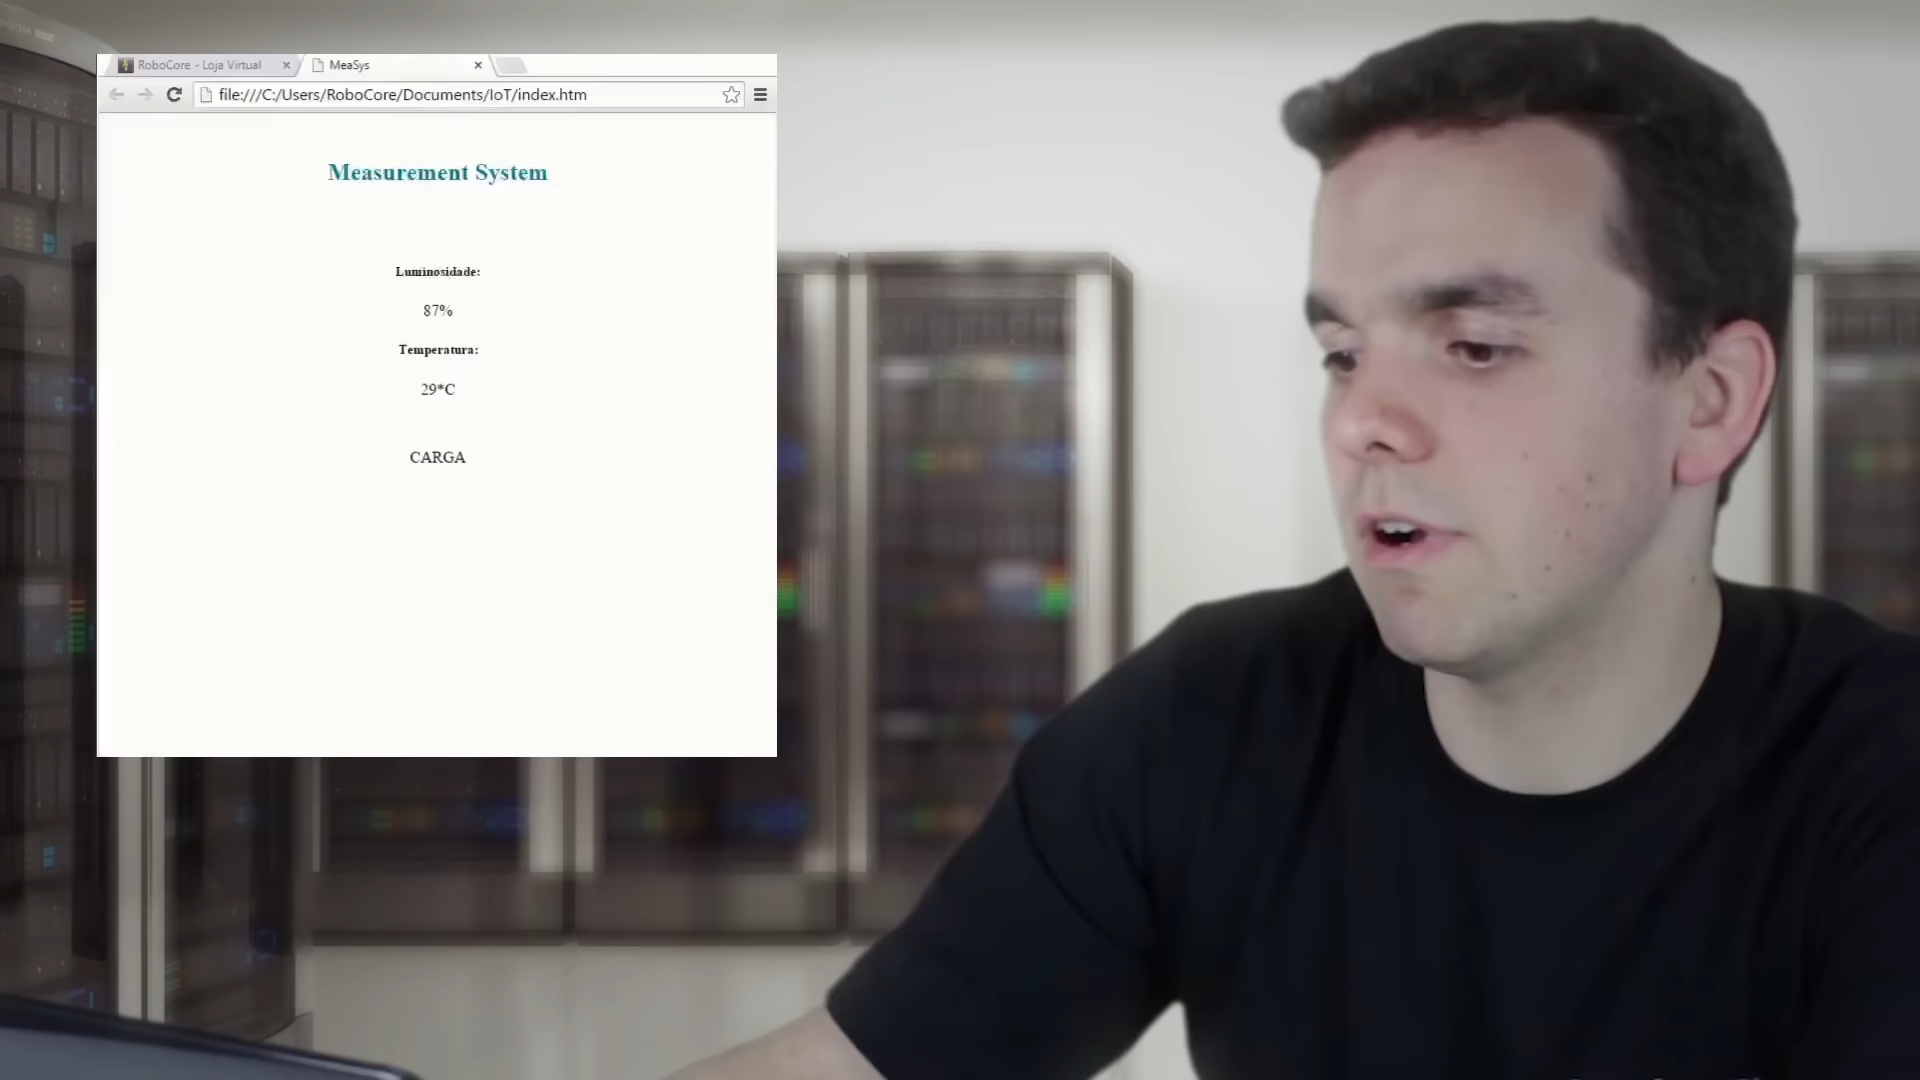 RoboCore - Loja Virtual
MeaSys
file:///C:/Users/RoboCore/Documents/IoT/index.htm
Measurement System
Luminosidade:
87%
Temperatura:
29*C
CARGA